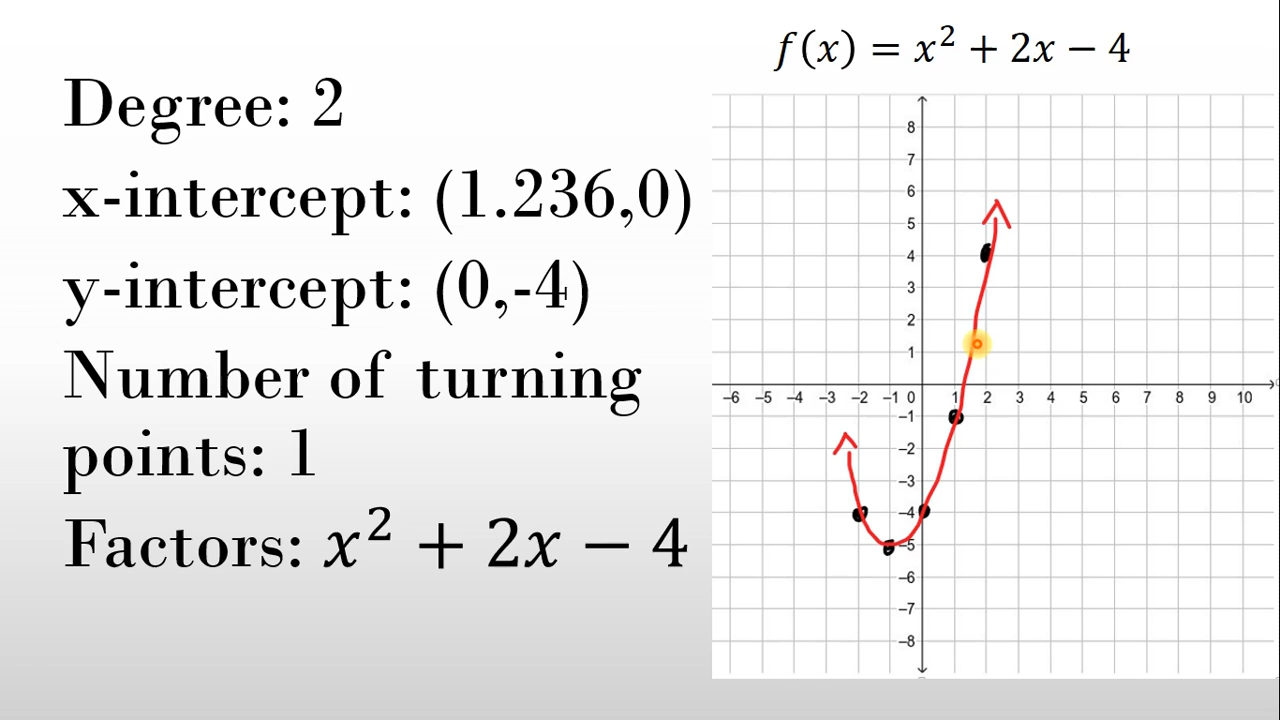 f(x) = x² + 2x − 4
Degree: 2
x-intercept: (1.236,0)
y-intercept: (0,-4)
Number of turning
points: 1
Factors: x² + 2x − 4
8
7
6
5
4
3
2
1
−6 −5 −4 −3 −2 −1 0 1 2 3 4 5 6 7 8 9 10
−1
−2
−3
−4
−5
−6
−7
−8